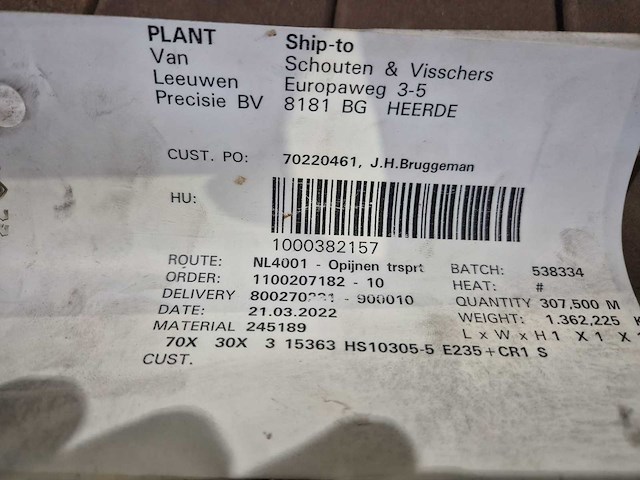 PLANT
Van
Leeuwen
Precisie BV
Ship-to
Schouten & Visschers
Europaweg 3-5
8181 BG HEERDE
CUST. PO: 70220461, J.H.Bruggeman
HU:
1000382157
ROUTE: NL4001 - Opijnen trsprt
ORDER: 1100207182 - 10
DELIVERY - 900010
DATE: 21.03.2022
MATERIAL 245189
BATCH: 538334
HEAT: #
QUANTITY 307,500 M
WEIGHT: 1.362,225
L x W x H 1 X 1 X
70X 30X 3 15363 HS10305-5 E235+CR1 S
CUST.